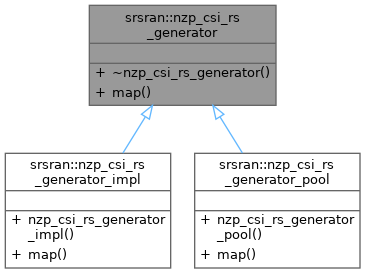 srsran::nzp_csi_rs
_generator
+ ~nzp_csi_rs_generator()
+ map()
srsran::nzp_csi_rs
_generator_impl
+ nzp_csi_rs_generator
_impl()
+ map()
srsran::nzp_csi_rs
_generator_pool
+ nzp_csi_rs_generator
_pool()
+ map()